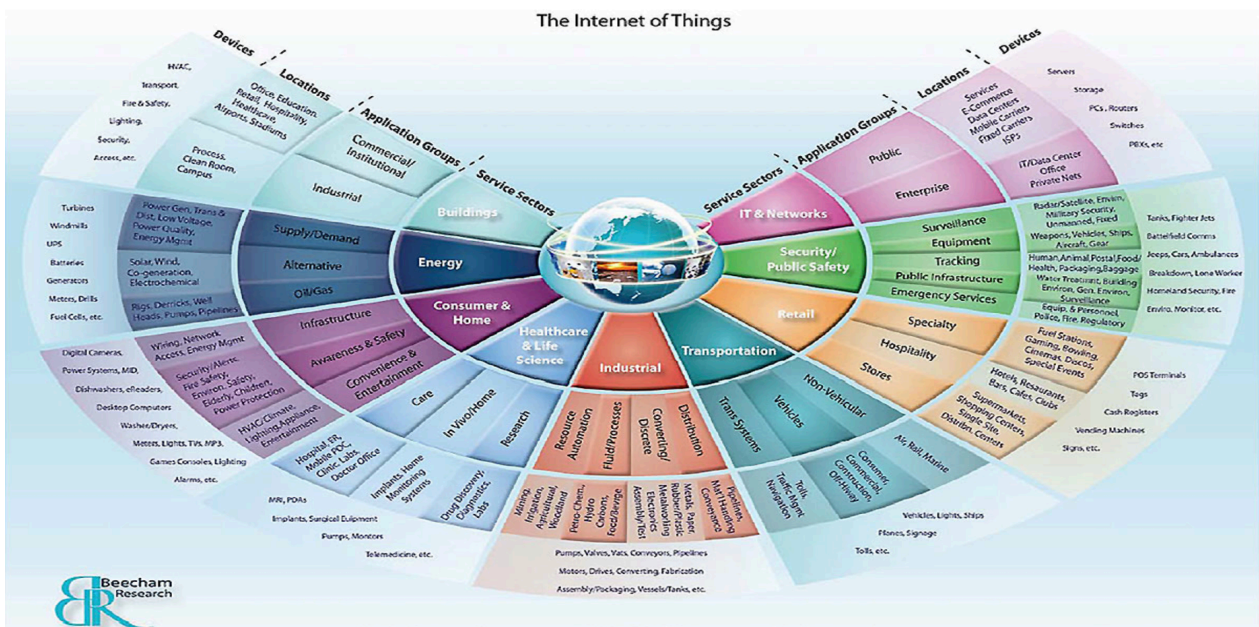 The Internet of Things
Devices
Locations
Application Groups
Service Sectors
Service Sectors
Application Groups
Locations
Devices
HVAC,
Transport,
Fire & Safety,
Lighting,
Security,
Access, etc.
Office, Education,
Retail, Hospitality,
Healthcare,
Airports, Stadiums
Process,
Clean Room,
Campus
Commercial/
Institutional
Industrial
Buildings
Turbines
Windmills
UPS
Batteries
Generators
Meters, Drills
Fuel Cells, etc.
Power Gen, Trans &
Dist, Low Voltage,
Power Quality,
Energy Mgmt
Solar, Wind,
Co-generation,
Electrochemical
Rigs, Derricks, Well
Heads, Pumps, Pipelines
Supply/Demand
Alternative
Oil/Gas
Energy
Digital Cameras,
Power Systems, MID,
Dishwashers, eReaders,
Desktop Computers
Washer/Dryers,
Meters, Lights, TVs, MP3,
Games Consoles, Lighting
Alarms, etc.
Wiring, Network
Access, Energy Mgmt
Security/Alerts,
Fire Safety,
Environ. Safety,
Elderly, Children,
Power Protection
HVAC/Climate,
Lighting, Appliance,
Entertainment
Infrastructure
Awareness & Safety
Convenience &
Entertainment
Consumer &
Home
MRI, PDAs
Implants, Surgical Euipment
Pumps, Monitors
Telemedicine, etc.
Hospital, ER,
Mobile POC,
Clinic, Labs,
Doctor Office
Implants, Home
Monitoring
Systems
Drug Discovery,
Diagnostics,
Labs
Care
In Vivo/Home
Research
Healthcare
& Life
Science
Industrial
Resource
Automation
Fluid/Processes
Converting/
Discrete
Distribution
Mining,
Irrigation,
Agricultural,
Woodland
Petro-Chem,
Hydro
Carbons,
Food/Bevrge
Metals, Paper,
Rubber/Plastic
Metalworking
Electronics
Assembly/Test
Pipelines,
Mat'l Handling
Conveyance
Pumps, Valves, Vats, Conveyors, Pipelines
Motors, Drives, Converting, Fabrication
Assembly/Packaging, Vessels/Tanks, etc.
Transportation
Trans Systems
Vehicles
Non-Vehicular
Tolls,
Traffic Mgmt
Navigation
Consumer,
Commercial,
Construction,
Off-Hway
Air, Rail, Marine
Vehicles, Lights, Ships
Planes, Signage
Tolls, etc.
Retail
Specialty
Hospitality
Stores
Fuel Stations,
Gaming, Bowling,
Cinemas, Discos,
Special Events
Hotels, Resturants,
Bars, Cafes, Clubs
Supermarkets,
Shopping Centers,
Single Site,
Distribn. Centers
POS Terminals
Tags
Cash Registers
Vending Machines
Signs, etc.
Security/
Public Safety
Surveillance
Equipment
Tracking
Public Infrastructure
Emergency Services
Radar/Satellite, Environ,
Military Security,
Unmanned, Fixed
Weapons, Vehicles, Ships,
Aircraft, Gear
Human, Animal, Postal, Food/
Health, Packaging, Baggage
Water Treatment, Building
Environ, Gen. Environ,
Surveillance
Equip. & Personnel,
Police, Fire, Regulatory
Tanks, Fighter Jets
Battlefield Comms
Jeeps, Cars, Ambulances
Breakdown, Lone Worker
Homeland Security, Fire
Enviro. Monitor, etc.
IT & Networks
Public
Enterprise
Services
E-Commerce
Data Centers
Mobile Carriers
Fixed Carriers
ISPs
IT/Data Center
Office
Private Nets
Servers
Storage
PCs, Routers
Switches
PBXs, etc
Beecham
Research